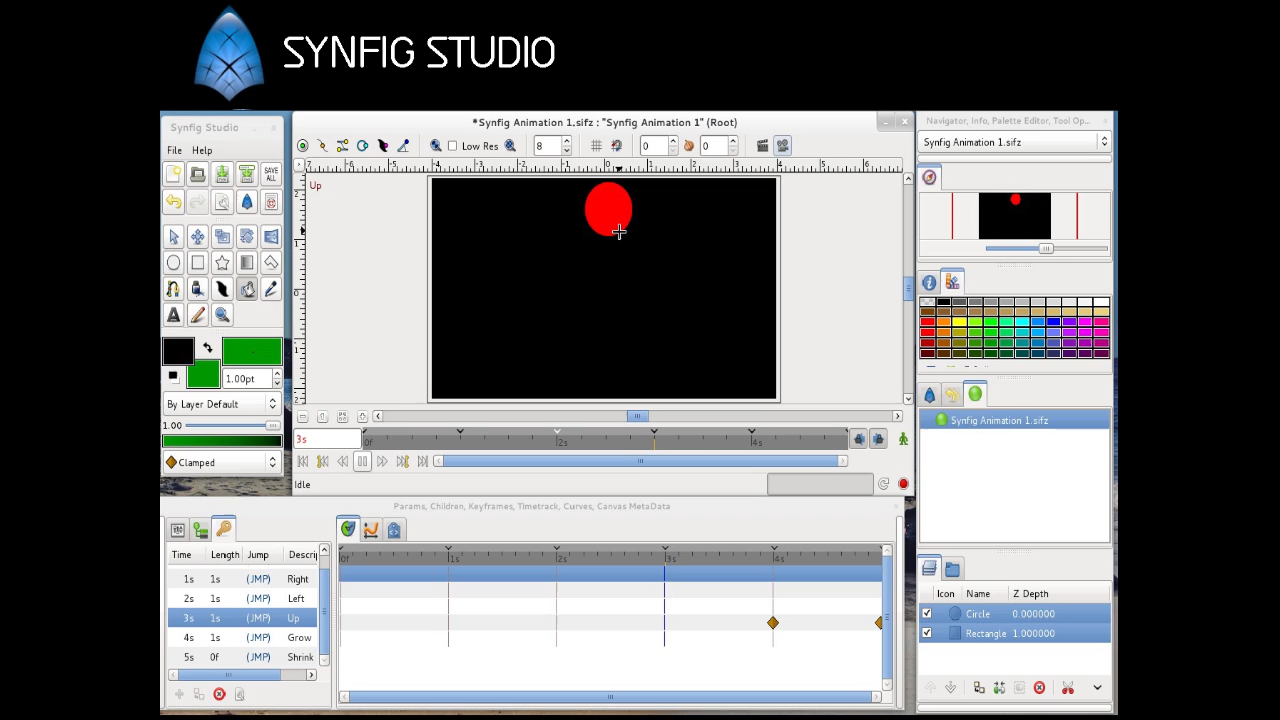 SYNFIG STUDIO
Synfig Studio
*Synfig Animation 1.sifz : "Synfig Animation 1" (Root)
Navigator, Info, Palette Editor, Tool Op...
File Help
Low Res 8 0 0
Synfig Animation 1.sifz
SAVE ALL
Up
1.00pt
By Layer Default
1.00
Clamped
Synfig Animation 1.sifz
3s 0f 2s 4s
Idle
Params, Children, Keyframes, Timetrack, Curves, Canvas MetaData
Time Length Jump Descri
0f 1s 2s 3s 4s
1s 1s (JMP) Right
2s 1s (JMP) Left
3s 1s (JMP) Up
4s 1s (JMP) Grow
5s 0f (JMP) Shrink
Icon Name Z Depth
Circle 0.000000
Rectangle 1.000000